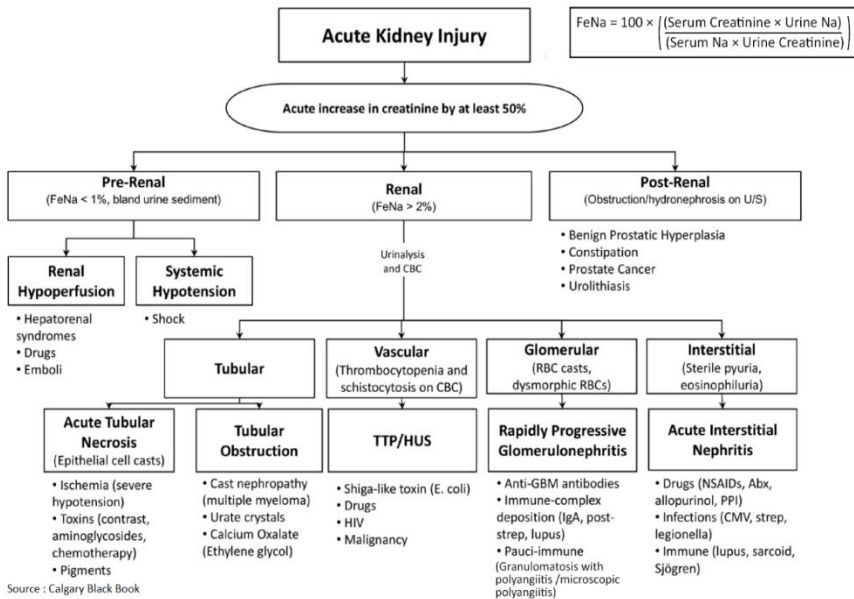 Acute Kidney Injury
FeNa = 100 × ( (Serum Creatinine × Urine Na)
(Serum Na × Urine Creatinine) )
Acute increase in creatinine by at least 50%
Pre-Renal
(FeNa < 1%, bland urine sediment)
Renal
(FeNa > 2%)
Post-Renal
(Obstruction/hydronephrosis on U/S)
• Benign Prostatic Hyperplasia
• Constipation
• Prostate Cancer
• Urolithiasis
Urinalysis
and CBC
Renal
Hypoperfusion
• Hepatorenal
syndromes
• Drugs
• Emboli
Systemic
Hypotension
• Shock
Tubular
Vascular
(Thrombocytopenia and
schistocytosis on CBC)
Glomerular
(RBC casts,
dysmorphic RBCs)
Interstitial
(Sterile pyuria,
eosinophiluria)
Acute Tubular
Necrosis
(Epithelial cell casts)
• Ischemia (severe
hypotension)
• Toxins (contrast,
aminoglycosides,
chemotherapy)
• Pigments
Tubular
Obstruction
• Cast nephropathy
(multiple myeloma)
• Urate crystals
• Calcium Oxalate
(Ethylene glycol)
TTP/HUS
• Shiga-like toxin (E. coli)
• Drugs
• HIV
• Malignancy
Rapidly Progressive
Glomerulonephritis
• Anti-GBM antibodies
• Immune-complex
deposition (IgA, post-
strep, lupus)
• Pauci-immune
(Granulomatosis with
polyangiitis /microscopic
polyangiitis)
Acute Interstitial
Nephritis
• Drugs (NSAIDs, Abx,
allopurinol, PPI)
• Infections (CMV, strep,
legionella)
• Immune (lupus, sarcoid,
Sjögren)
Source : Calgary Black Book